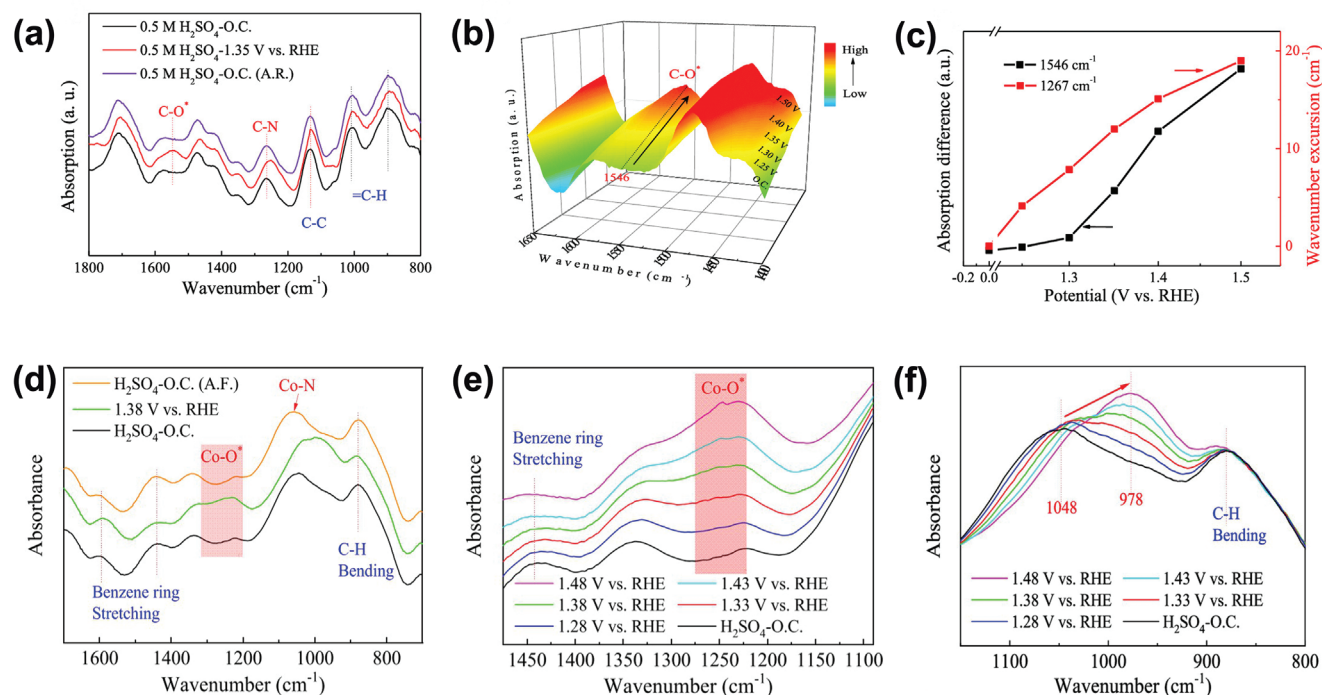 (a)
0.5 M H₂SO₄-O.C.
0.5 M H₂SO₄-1.35 V vs. RHE
0.5 M H₂SO₄-O.C. (A.R.)
C-O*
C-N
C-C
=C-H
Absorption (a. u.)
1800 1600 1400 1200 1000 800
Wavenumber (cm⁻¹)
(b)
High
Low
C-O*
1546
1.50 V
1.40 V
1.35 V
1.30 V
1.25 V
O.C.
Absorption (a. u.)
1650 1600 1550 1500 1450 1400
Wavenumber (cm⁻¹)
(c)
1546 cm⁻¹
1267 cm⁻¹
Absorption difference (a.u.)
Wavenumber excursion (cm⁻¹)
20
10
0
-0.2 0.0 1.3 1.4 1.5
Potential (V vs. RHE)
(d)
H₂SO₄-O.C. (A.F.)
1.38 V vs. RHE
H₂SO₄-O.C.
Co-N
Co-O*
Benzene ring
Stretching
C-H
Bending
Absorbance
1600 1400 1200 1000 800
Wavenumber (cm⁻¹)
(e)
Co-O*
Benzene ring
Stretching
1.48 V vs. RHE 1.43 V vs. RHE
1.38 V vs. RHE 1.33 V vs. RHE
1.28 V vs. RHE H₂SO₄-O.C.
Absorbance
1450 1400 1350 1300 1250 1200 1150 1100
Wavenumber (cm⁻¹)
(f)
1048
978
C-H
Bending
1.48 V vs. RHE 1.43 V vs. RHE
1.38 V vs. RHE 1.33 V vs. RHE
1.28 V vs. RHE H₂SO₄-O.C.
Absorbance
1100 1000 900 800
Wavenumber (cm⁻¹)